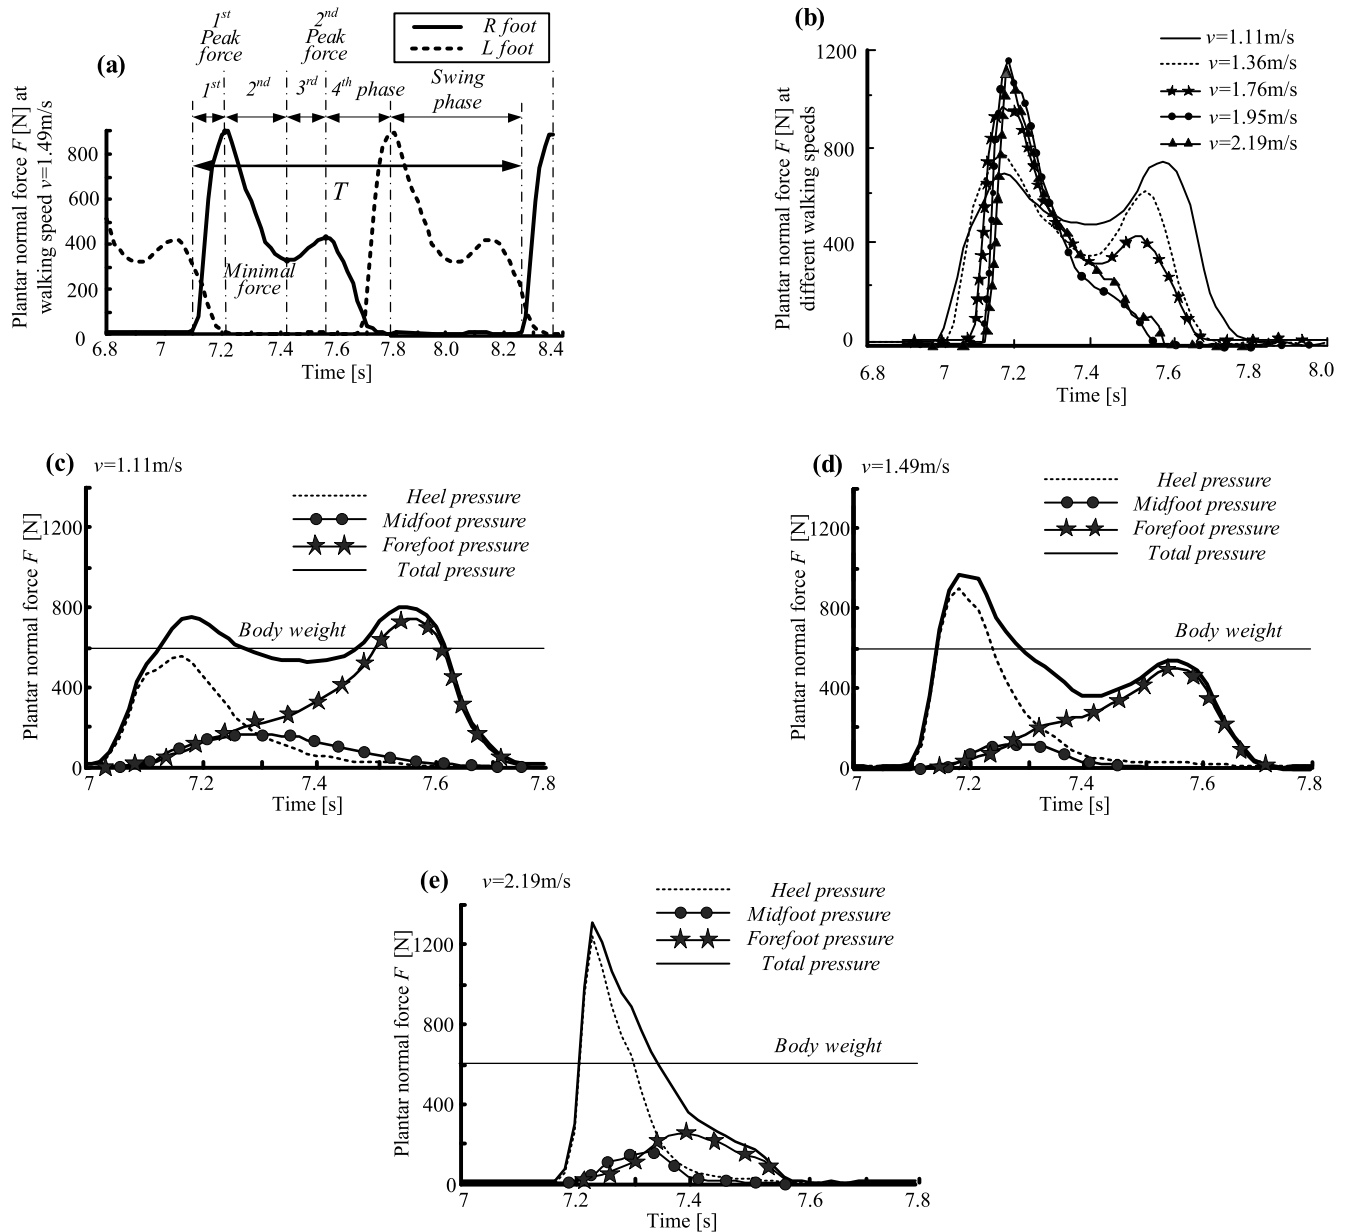 (a)
1st
Peak
force
2nd
Peak
force
R foot
L foot
1st
2nd
3rd
4th phase
Swing
phase
Plantar normal force F [N] at
walking speed v=1.49m/s
800
600
400
200
0
T
Minimal
force
6.8
7
7.2
7.4
7.6
7.8
8.0
8.2
8.4
Time [s]
(b)
Plantar normal force F [N] at
different walking speeds
1200
800
400
0
v=1.11m/s
v=1.36m/s
v=1.76m/s
v=1.95m/s
v=2.19m/s
6.8
7
7.2
7.4
7.6
7.8
8.0
Time [s]
(c)
v=1.11m/s
Heel pressure
Midfoot pressure
Forefoot pressure
Total pressure
Body weight
Plantar normal force F [N]
1200
800
400
0
7
7.2
7.4
7.6
7.8
Time [s]
(d)
v=1.49m/s
Heel pressure
Midfoot pressure
Forefoot pressure
Total pressure
Body weight
Plantar normal force F [N]
1200
800
400
0
7
7.2
7.4
7.6
7.8
Time [s]
(e)
v=2.19m/s
Heel pressure
Midfoot pressure
Forefoot pressure
Total pressure
Body weight
Plantar normal force F [N]
1200
800
400
0
7
7.2
7.4
7.6
7.8
Time [s]